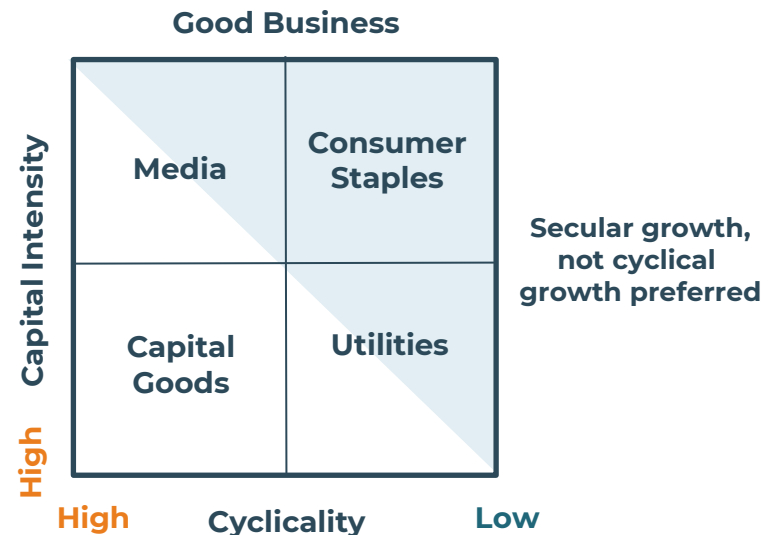 Good Business
Media
Consumer
Staples
Capital Intensity
Secular growth,
not cyclical
growth preferred
Capital
Goods
Utilities
High
High
Cyclicality
Low